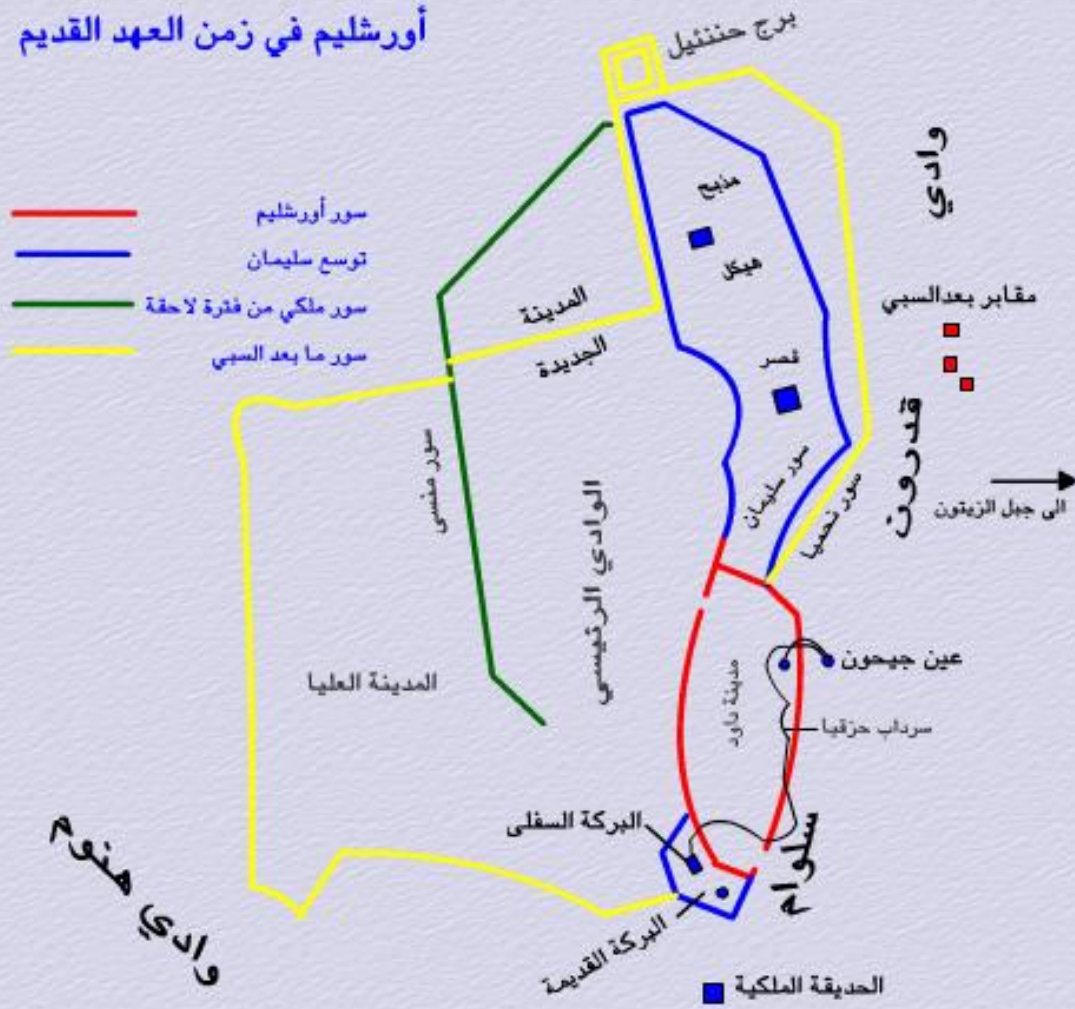 أورشليم في زمن العهد القديم
برج حننئيل
سور أورشليم
توسع سليمان
سور ملكي من فترة لاحقة
سور ما بعد السبي
مذبح
هيكل
وادي
قدرون
مقابر بعدالسبي
المدينة
الجديدة
قصر
سور منسى
الوادي الرئيسي
سور سليمان
سور نحميا
الى جبل الزيتون
عين جيحون
مدينة داود
سرداب حزقيا
المدينة العليا
البركة السفلى
سلوام
وادي هنوم
البركة القديمة
الحديقة الملكية